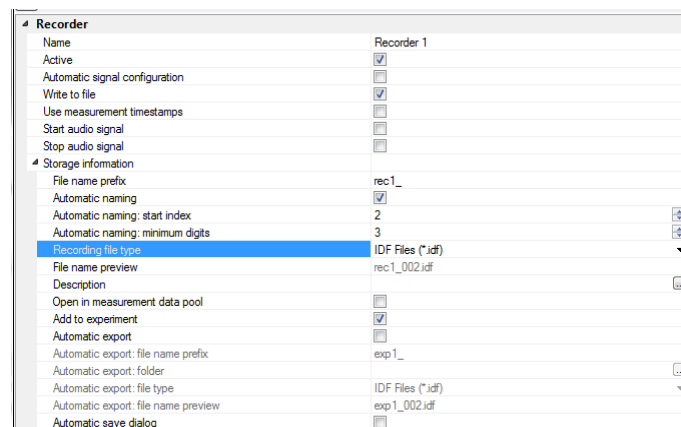 Recorder
Name Recorder 1
Active
Automatic signal configuration
Write to file
Use measurement timestamps
Start audio signal
Stop audio signal
Storage information
File name prefix rec1_
Automatic naming
Automatic naming: start index 2
Automatic naming: minimum digits 3
Recording file type IDF Files (*.idf)
File name preview rec1_002.idf
Description ...
Open in measurement data pool
Add to experiment
Automatic export
Automatic export: file name prefix exp1_
Automatic export: folder ...
Automatic export: file type IDF Files (*.idf)
Automatic export: file name preview exp1_002.idf
Automatic save dialog